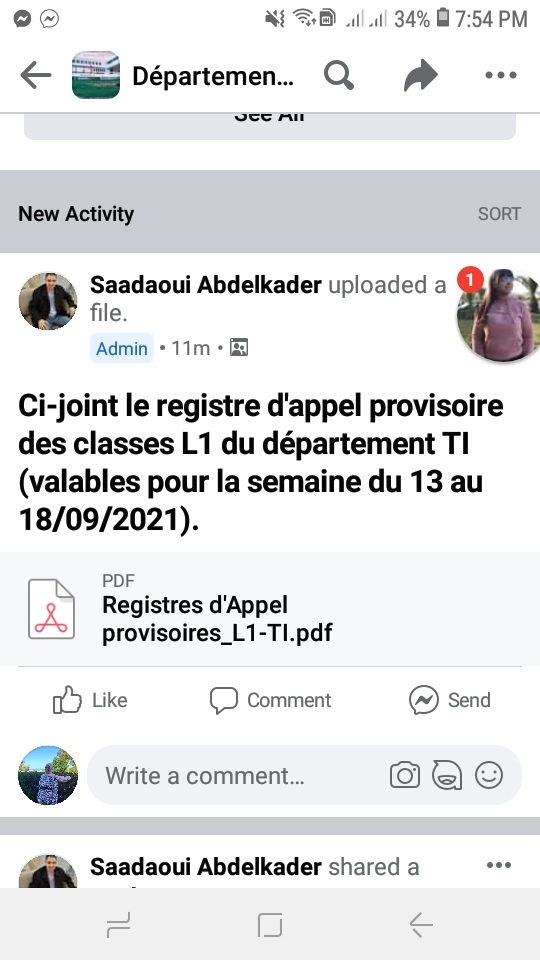 34% 7:54 PM
Départemen...
See All
New Activity
SORT
Saadaoui Abdelkader uploaded a
file.
1
Admin • 11m •
Ci-joint le registre d'appel provisoire
des classes L1 du département TI
(valables pour la semaine du 13 au
18/09/2021).
PDF
Registres d'Appel
provisoires_L1-TI.pdf
Like
Comment
Send
Write a comment...
Saadaoui Abdelkader shared a